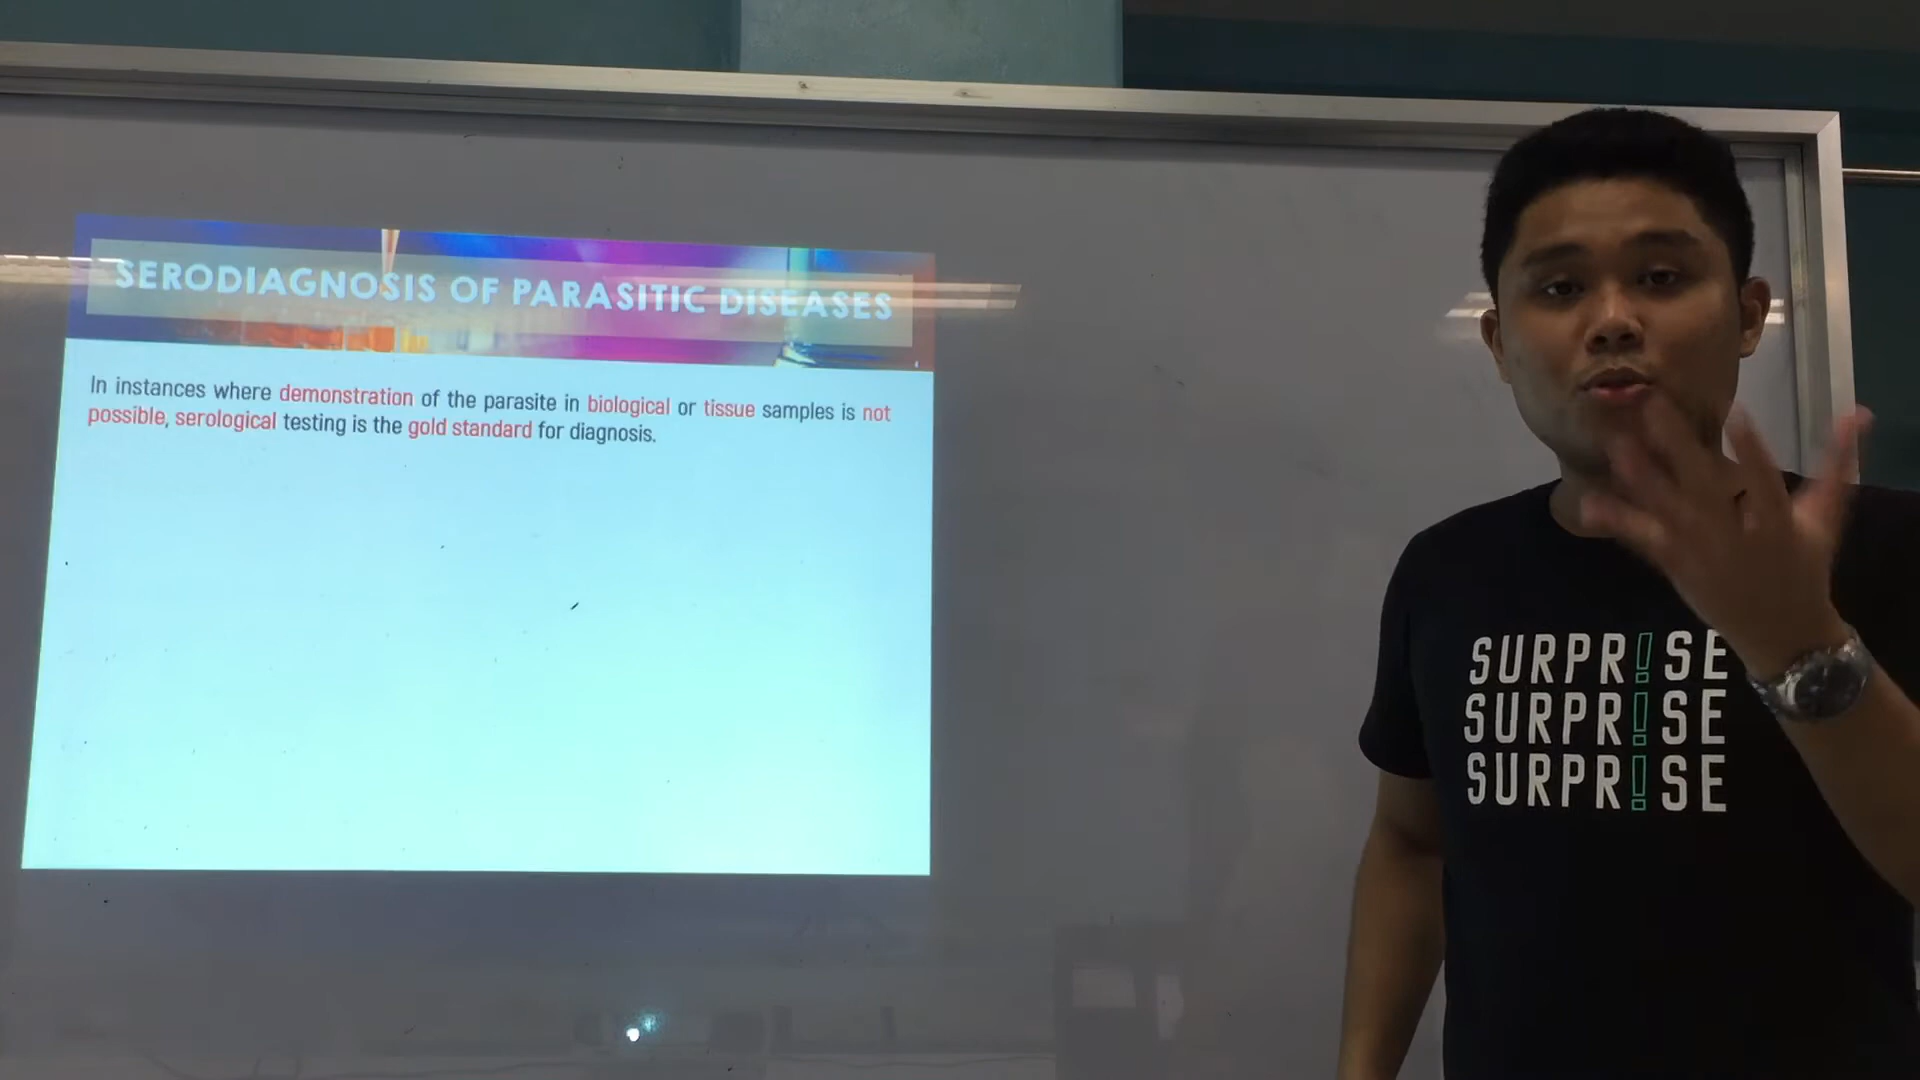 SERODIAGNOSIS OF PARASITIC DISEASES
In instances where demonstration of the parasite in biological or tissue samples is not
possible, serological testing is the gold standard for diagnosis.
SURPR!SE
SURPR!SE
SURPR!SE